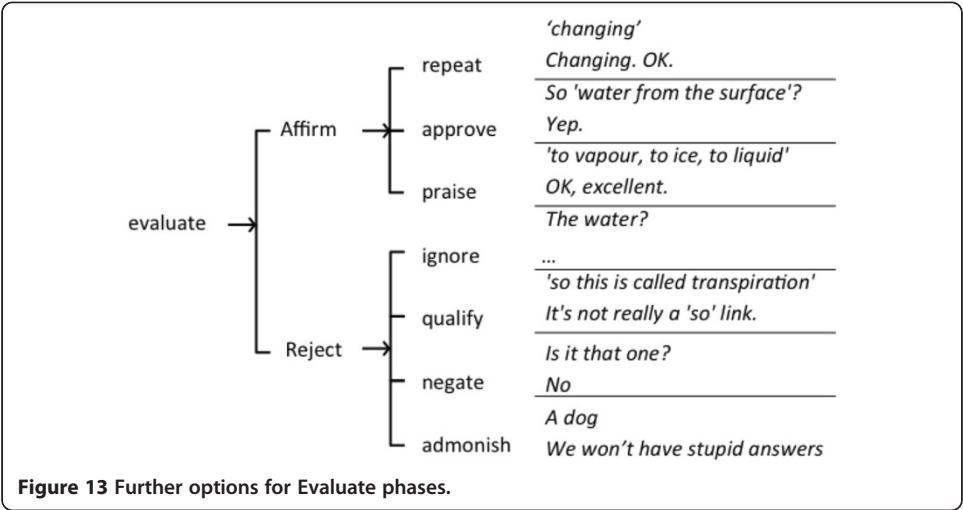 ‘changing’
repeat Changing. OK.
So 'water from the surface'?
Affirm approve Yep.
'to vapour, to ice, to liquid'
praise OK, excellent.
evaluate The water?
ignore ...
'so this is called transpiration'
qualify It's not really a 'so' link.
Reject Is it that one?
negate No
A dog
admonish We won’t have stupid answers
Figure 13 Further options for Evaluate phases.